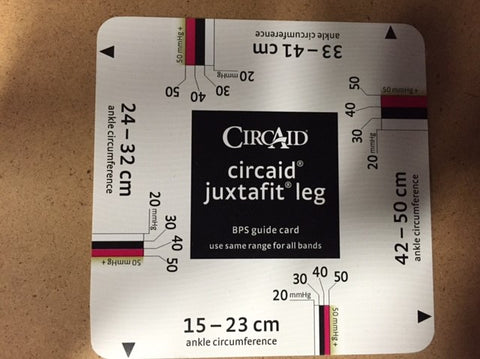 CIRCAID®
circaid®
juxtafit® leg
BPS guide card
use same range for all bands
33–41 cm
ankle circumference
20 mmHg
30
40
50
50 mmHg +
42–50 cm
ankle circumference
20 mmHg
30
40
50
50 mmHg +
15–23 cm
ankle circumference
20 mmHg
30
40
50
50 mmHg +
24–32 cm
ankle circumference
20 mmHg
30
40
50
50 mmHg +